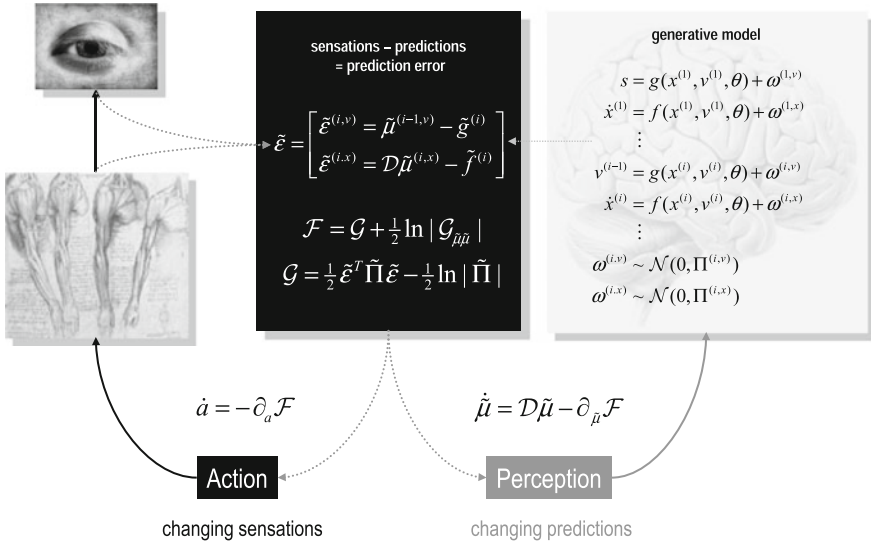 sensations – predictions
= prediction error
ε̃ = [ ε̃^(i,v) = μ̃^(i−1,v) − g̃^(i)
ε̃^(i.x) = 𝒟μ̃^(i,x) − f̃^(i) ]
ℱ = 𝒢 + ½ ln | 𝒢_μ̃μ̃ |
𝒢 = ½ ε̃^T Π̃ε̃ − ½ ln | Π̃ |
generative model
s = g(x^(1), v^(1), θ) + ω^(1,v)
ẋ^(1) = f(x^(1), v^(1), θ) + ω^(1,x)
⋮
v^(i−1) = g(x^(i), v^(i), θ) + ω^(i,v)
ẋ^(i) = f(x^(i), v^(i), θ) + ω^(i,x)
⋮
ω^(i.v) ~ 𝒩(0, Π^(i,v))
ω^(i.x) ~ 𝒩(0, Π^(i,x))
ȧ = −∂_a ℱ
μ̃̇ = 𝒟μ̃ − ∂_μ̃ ℱ
Action
Perception
changing sensations
changing predictions